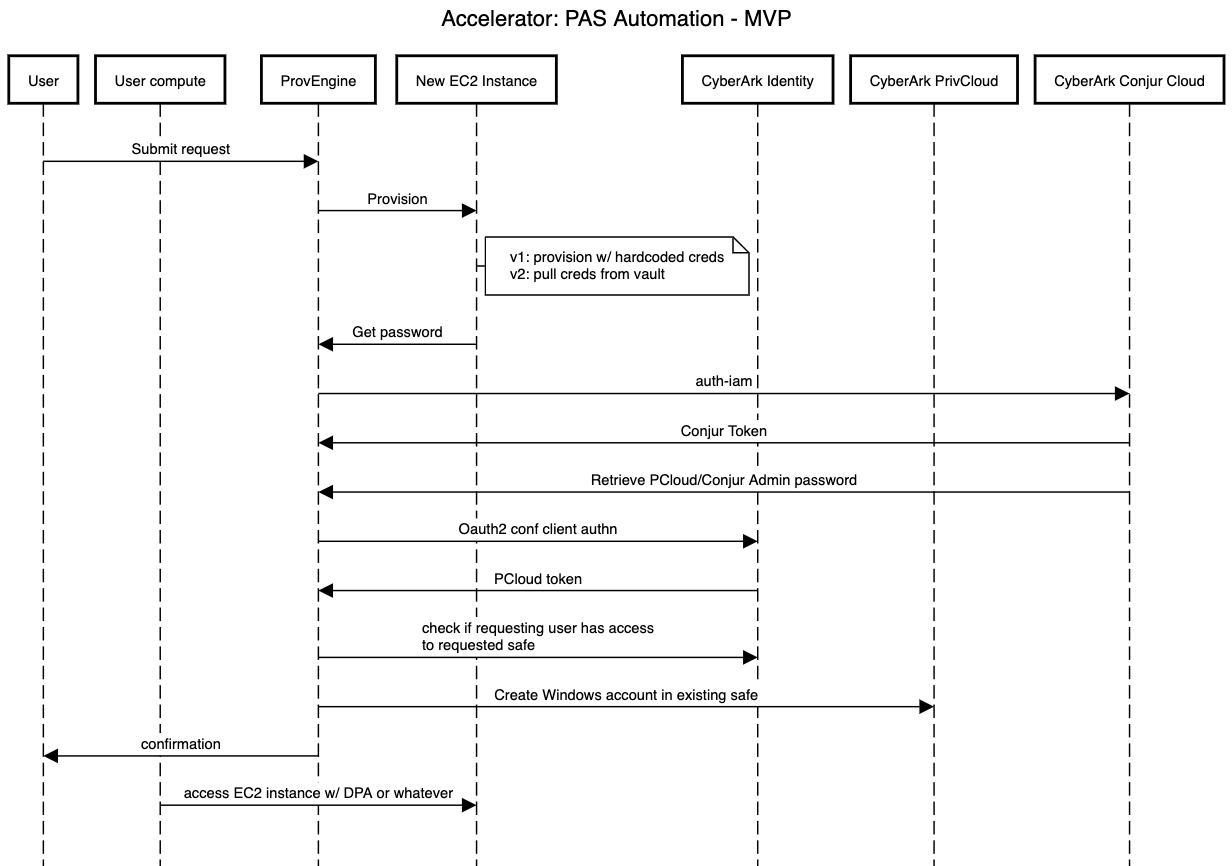 Accelerator: PAS Automation - MVP
User
User compute
ProvEngine
New EC2 Instance
CyberArk Identity
CyberArk PrivCloud
CyberArk Conjur Cloud
Submit request
Provision
v1: provision w/ hardcoded creds
v2: pull creds from vault
Get password
auth-iam
Conjur Token
Retrieve PCloud/Conjur Admin password
Oauth2 conf client authn
PCloud token
check if requesting user has access
to requested safe
Create Windows account in existing safe
confirmation
access EC2 instance w/ DPA or whatever